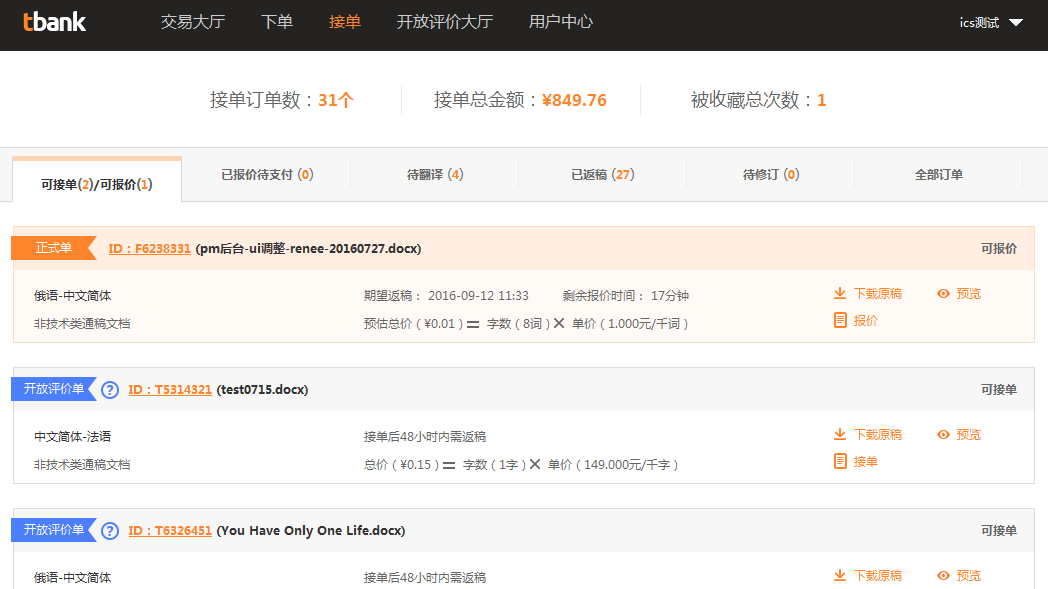 tbank 交易大厅 下单 接单 开放评价大厅 用户中心 ics测试
接单订单数：31个 接单总金额：¥849.76 被收藏总次数：1
可接单(2)/可报价(1) 已报价待支付 (0) 待翻译 (4) 已返稿 (27) 待修订 (0) 全部订单
正式单 ID：F6238331 (pm后台-ui调整-renee-20160727.docx) 可报价
俄语-中文简体 期望返稿： 2016-09-12 11:33 剩余报价时间： 17分钟 下载原稿 预览
非技术类通稿文档 预估总价 ( ¥0.01 ) = 字数 ( 8词 ) × 单价 ( 1.000元/千词 ) 报价
开放评价单 ? ID：T5314321 (test0715.docx) 可接单
中文简体-法语 接单后48小时内需返稿 下载原稿 预览
非技术类通稿文档 总价 ( ¥0.15 ) = 字数 ( 1字 ) × 单价 ( 149.000元/千字 ) 接单
开放评价单 ? ID：T6326451 (You Have Only One Life.docx) 可接单
俄语-中文简体 接单后48小时内需返稿 下载原稿 预览